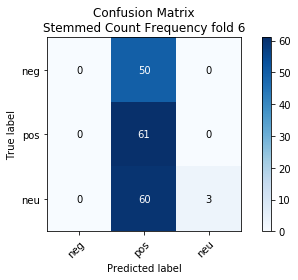 Confusion Matrix
Stemmed Count Frequency fold 6
neg 0 50 0
pos 0 61 0
neu 0 60 3
neg pos neu
True label
Predicted label
60
50
40
30
20
10
0